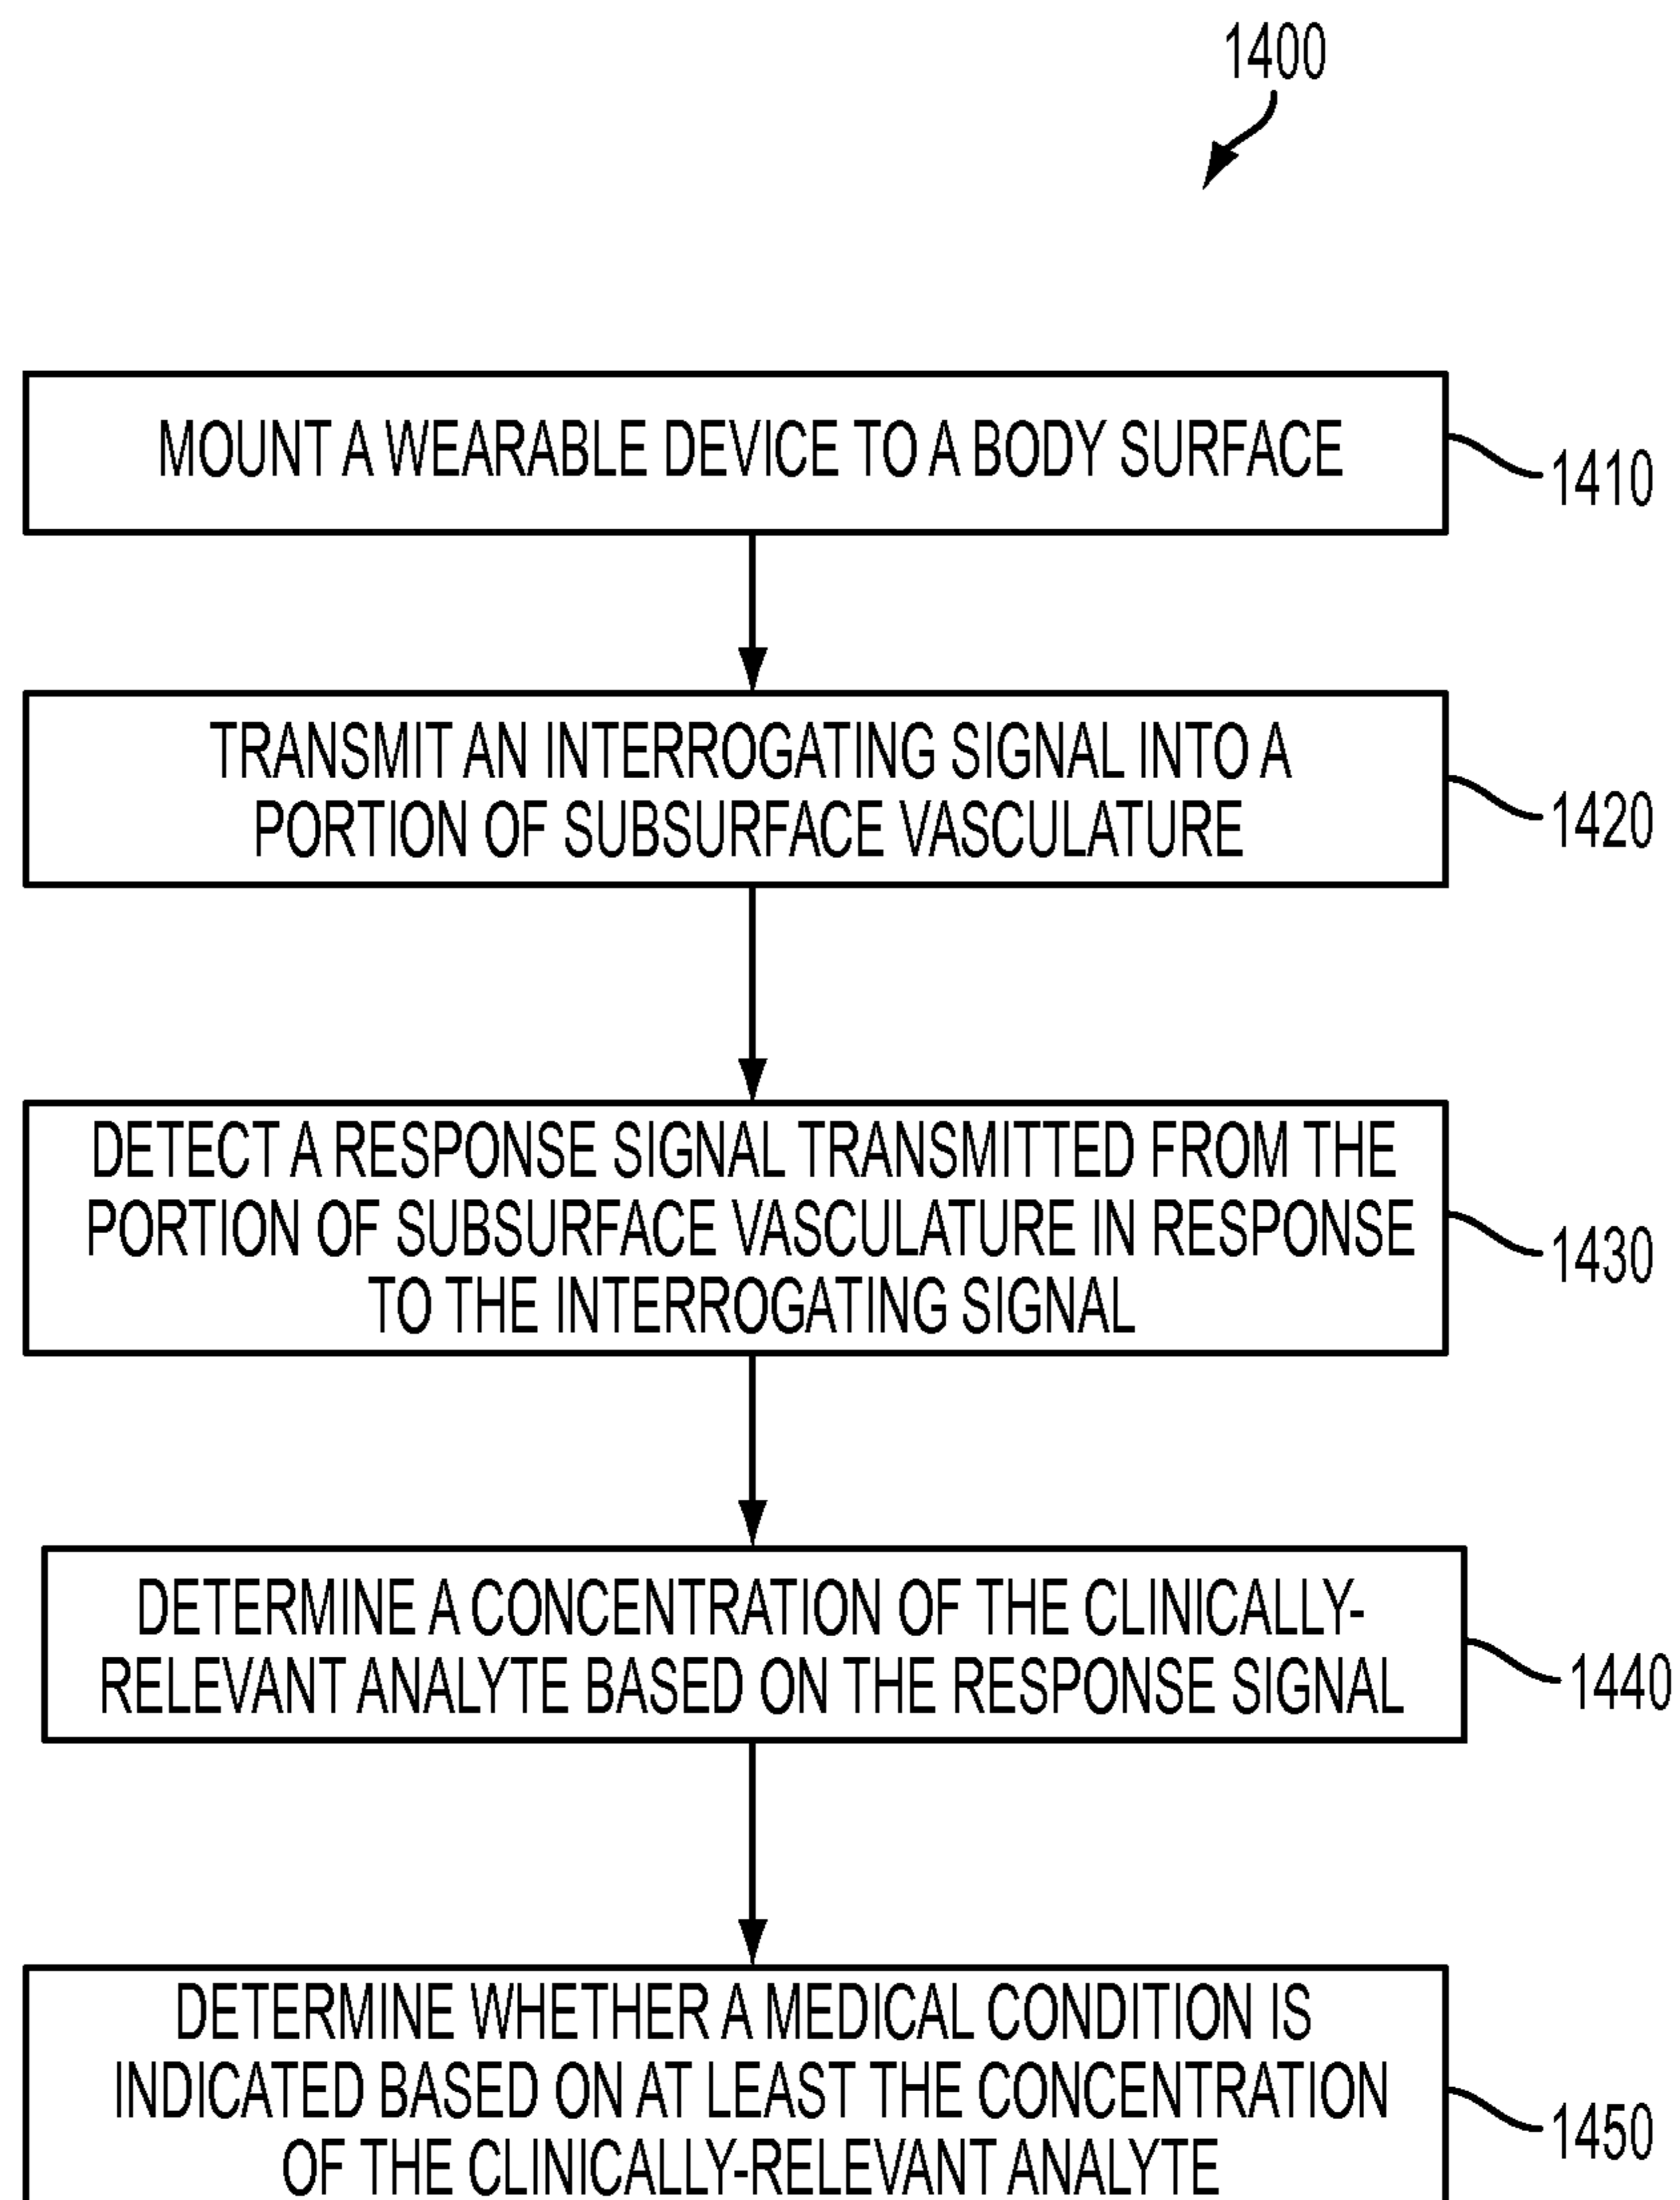 1400
MOUNT A WEARABLE DEVICE TO A BODY SURFACE
1410
TRANSMIT AN INTERROGATING SIGNAL INTO A
PORTION OF SUBSURFACE VASCULATURE
1420
DETECT A RESPONSE SIGNAL TRANSMITTED FROM THE
PORTION OF SUBSURFACE VASCULATURE IN RESPONSE
TO THE INTERROGATING SIGNAL
1430
DETERMINE A CONCENTRATION OF THE CLINICALLY-
RELEVANT ANALYTE BASED ON THE RESPONSE SIGNAL
1440
DETERMINE WHETHER A MEDICAL CONDITION IS
INDICATED BASED ON AT LEAST THE CONCENTRATION
OF THE CLINICALLY-RELEVANT ANALYTE
1450